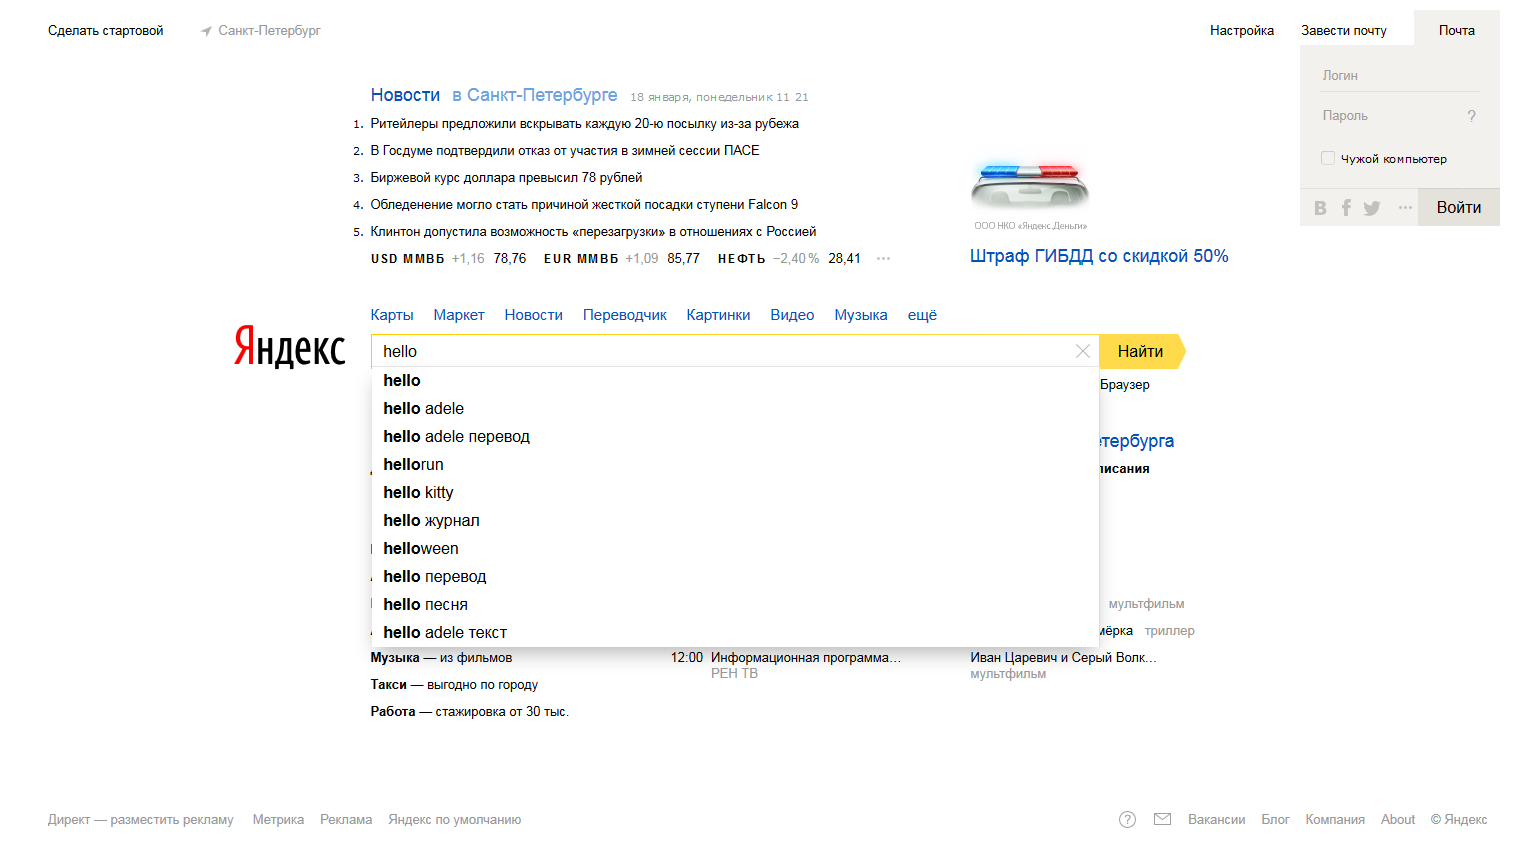 Сделать стартовой
Санкт-Петербург
Настройка
Завести почту
Почта
Логин
Пароль
?
Чужой компьютер
Войти
Новости в Санкт-Петербурге 18 января, понедельник 11 21
1. Ритейлеры предложили вскрывать каждую 20-ю посылку из-за рубежа
2. В Госдуме подтвердили отказ от участия в зимней сессии ПАСЕ
3. Биржевой курс доллара превысил 78 рублей
4. Обледенение могло стать причиной жесткой посадки ступени Falcon 9
5. Клинтон допустила возможность «перезагрузки» в отношениях с Россией
USD ММВБ +1,16 78,76 EUR ММВБ +1,09 85,77 НЕФТЬ −2,40 % 28,41 ···
ООО НКО «Яндекс.Деньги»
Штраф ГИБДД со скидкой 50%
Карты Маркет Новости Переводчик Картинки Видео Музыка ещё
Яндекс
hello
Найти
hello
hello adele
hello adele перевод
hellorun
hello kitty
hello журнал
helloween
hello перевод
hello песня
hello adele текст
Браузер
етербурга
писания
мультфильм
мёрка триллер
Музыка — из фильмов
Такси — выгодно по городу
Работа — стажировка от 30 тыс.
12:00 Информационная программа...
РЕН ТВ
Иван Царевич и Серый Волк...
мультфильм
Директ — разместить рекламу Метрика Реклама Яндекс по умолчанию
? Вакансии Блог Компания About © Яндекс